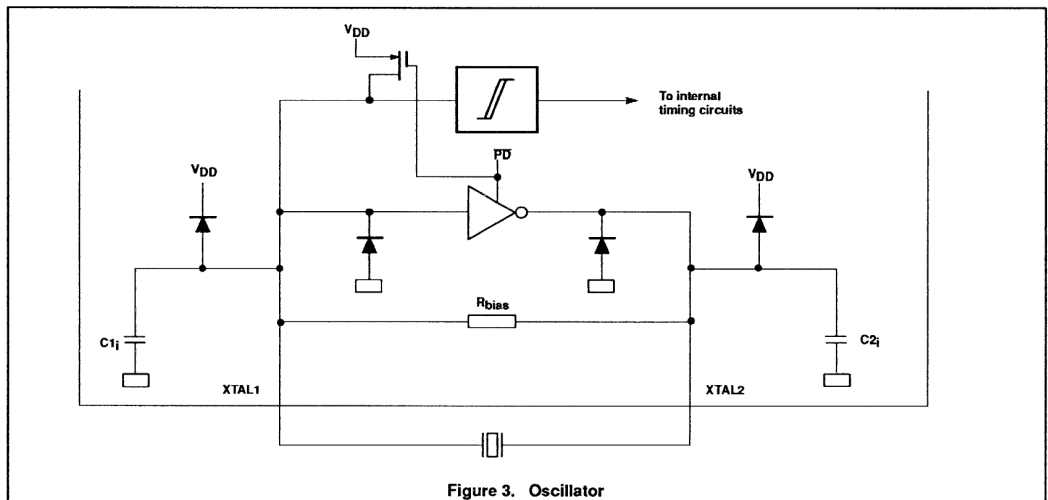 VDD
To internal
timing circuits
PD
VDD
VDD
Rbias
C1i
C2i
XTAL1
XTAL2
Figure 3. Oscillator